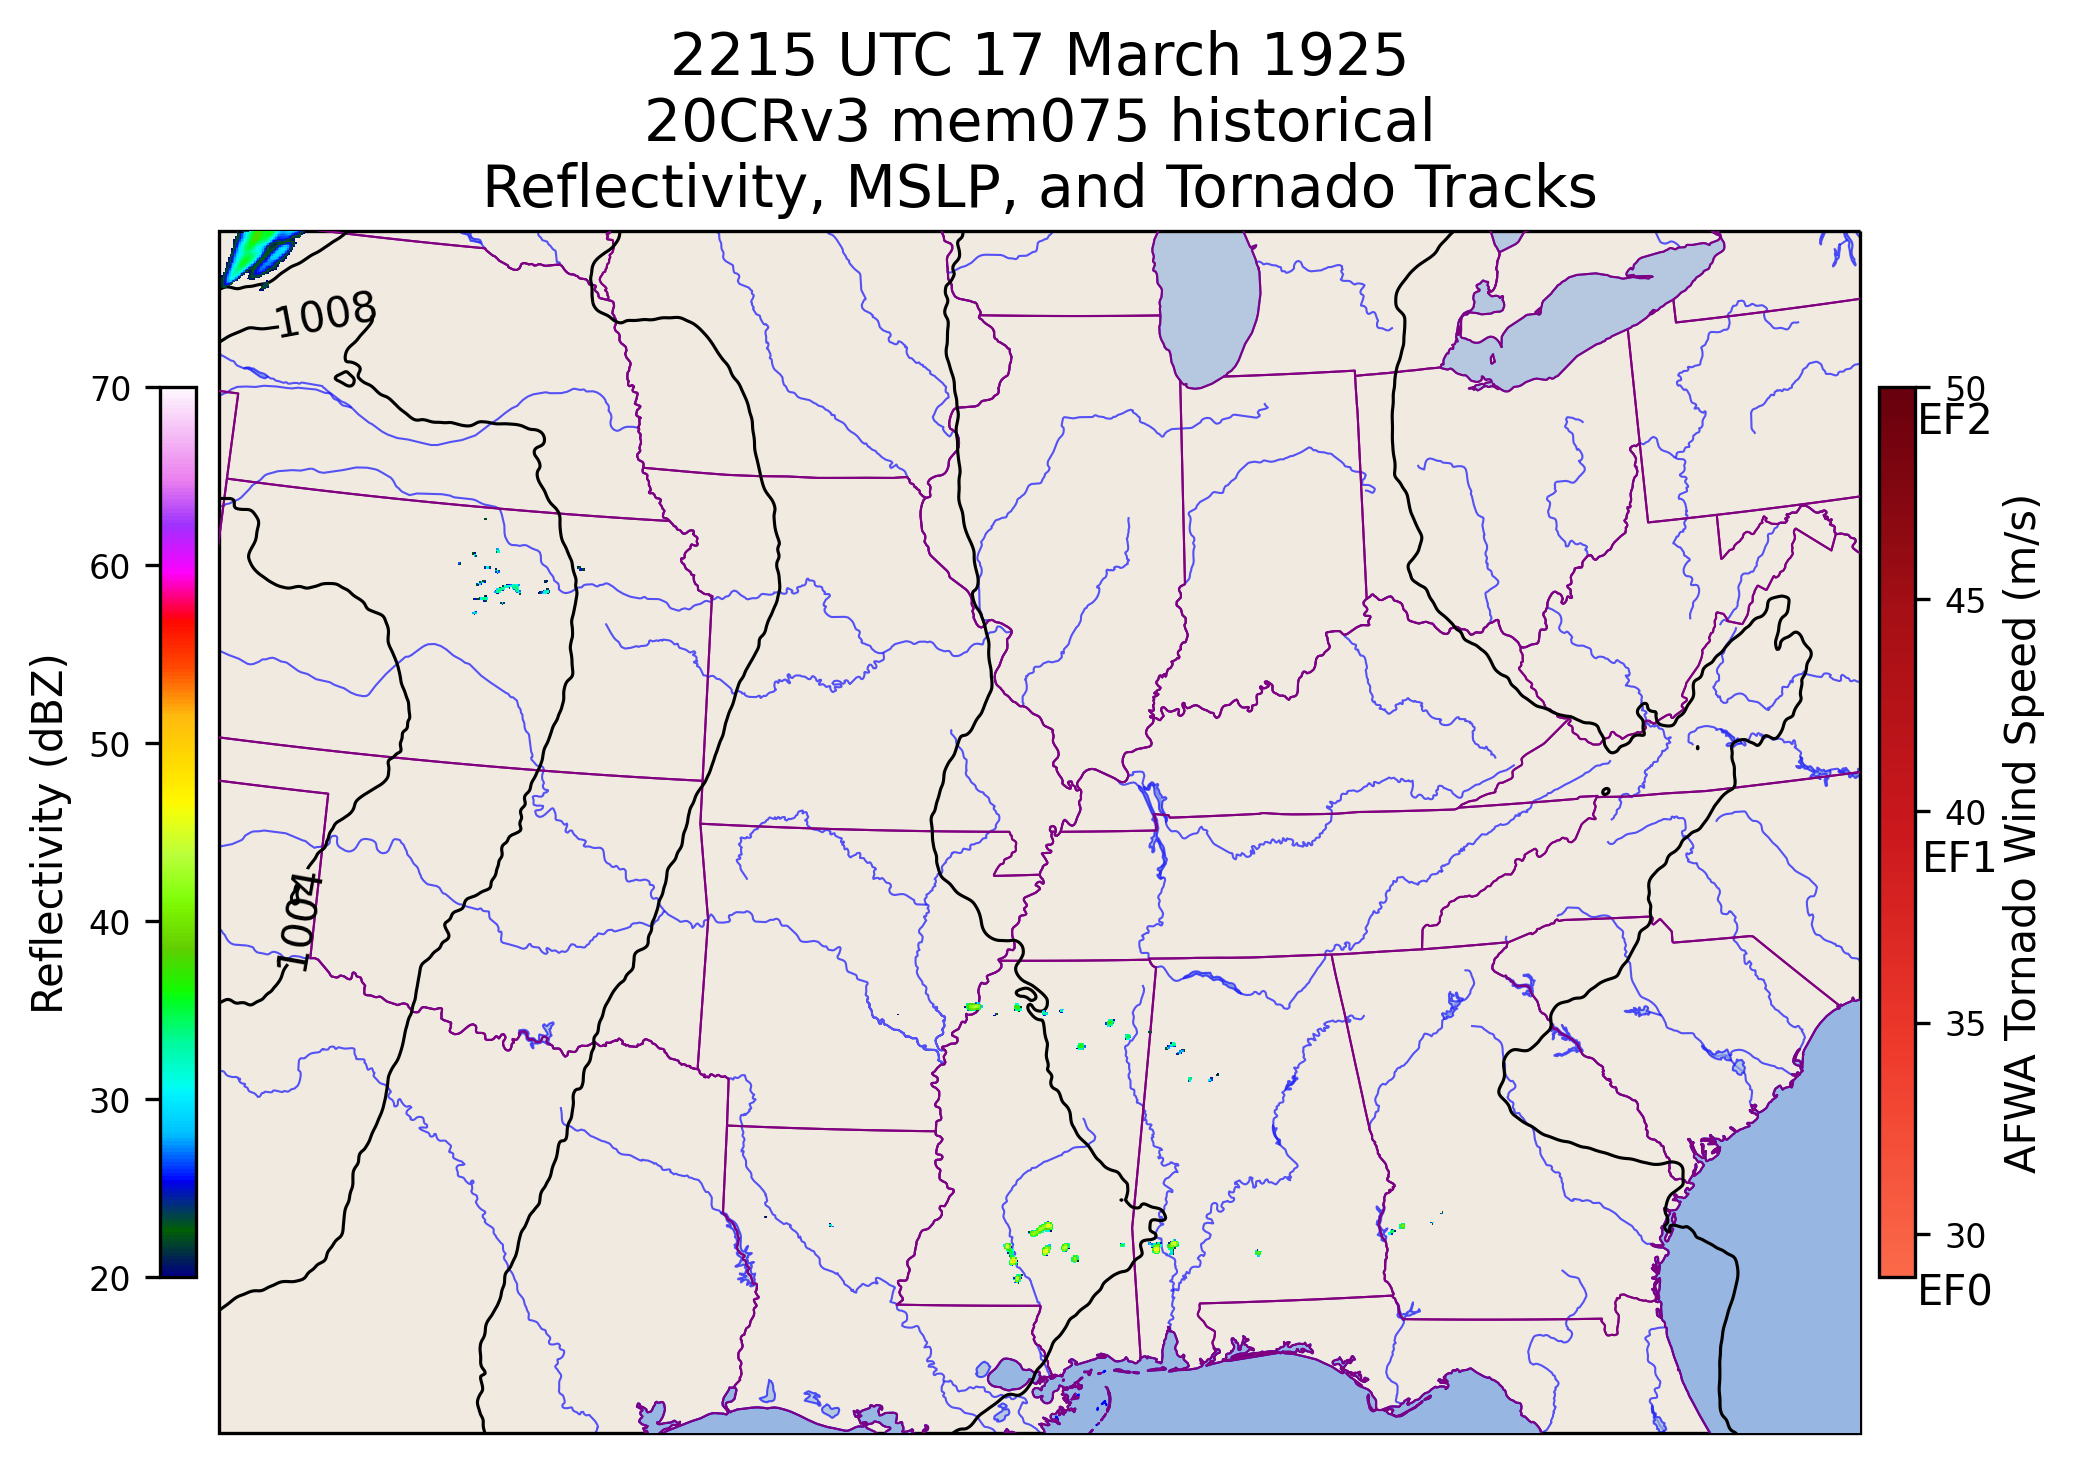 2215 UTC 17 March 1925
20CRv3 mem075 historical
Reflectivity, MSLP, and Tornado Tracks
1008
1004
Reflectivity (dBZ)
70
60
50
40
30
20
50
EF2
45
40
EF1
35
30
EF0
AFWA Tornado Wind Speed (m/s)